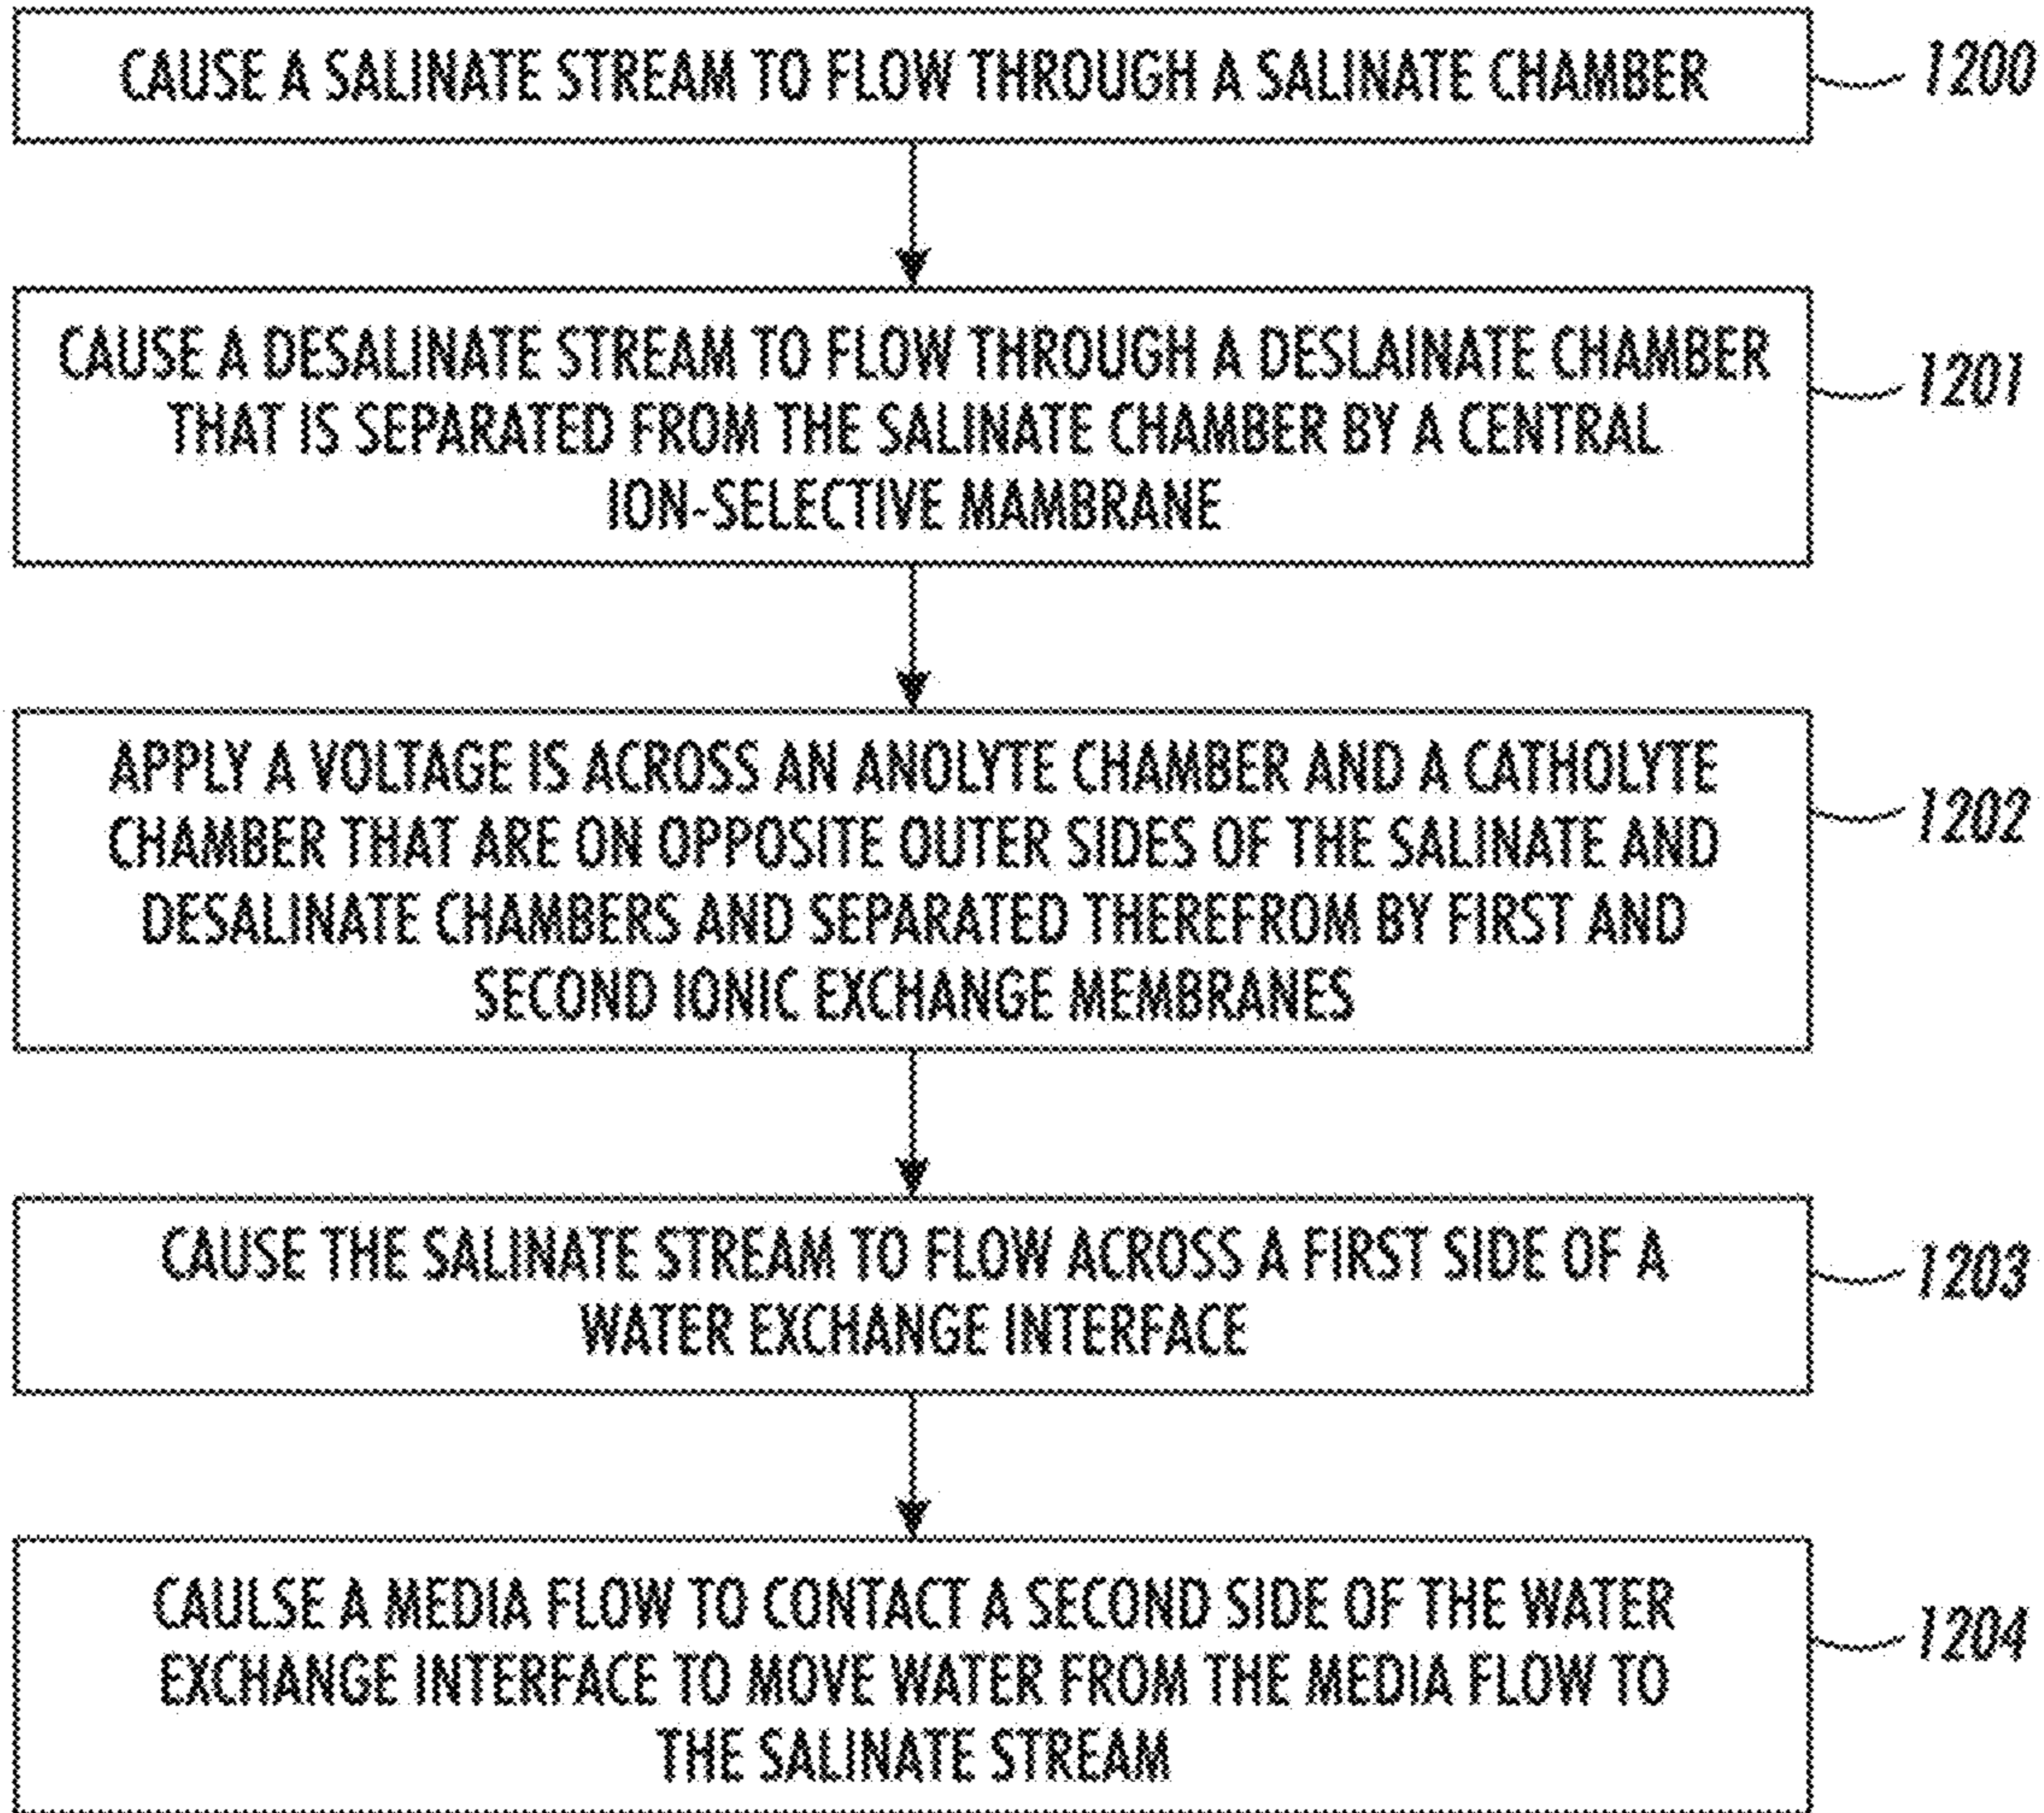 CAUSE A SALINATE STREAM TO FLOW THROUGH A SALINATE CHAMBER
1200
CAUSE A DESALINATE STREAM TO FLOW THROUGH A DESLAINATE CHAMBER
THAT IS SEPARATED FROM THE SALINATE CHAMBER BY A CENTRAL
ION-SELECTIVE MAMBRANE
1201
APPLY A VOLTAGE IS ACROSS AN ANOLYTE CHAMBER AND A CATHOLYTE
CHAMBER THAT ARE ON OPPOSITE OUTER SIDES OF THE SALINATE AND
DESALINATE CHAMBERS AND SEPARATED THEREFROM BY FIRST AND
SECOND IONIC EXCHANGE MEMBRANES
1202
CAUSE THE SALINATE STREAM TO FLOW ACROSS A FIRST SIDE OF A
WATER EXCHANGE INTERFACE
1203
CAULSE A MEDIA FLOW TO CONTACT A SECOND SIDE OF THE WATER
EXCHANGE INTERFACE TO MOVE WATER FROM THE MEDIA FLOW TO
THE SALINATE STREAM
1204